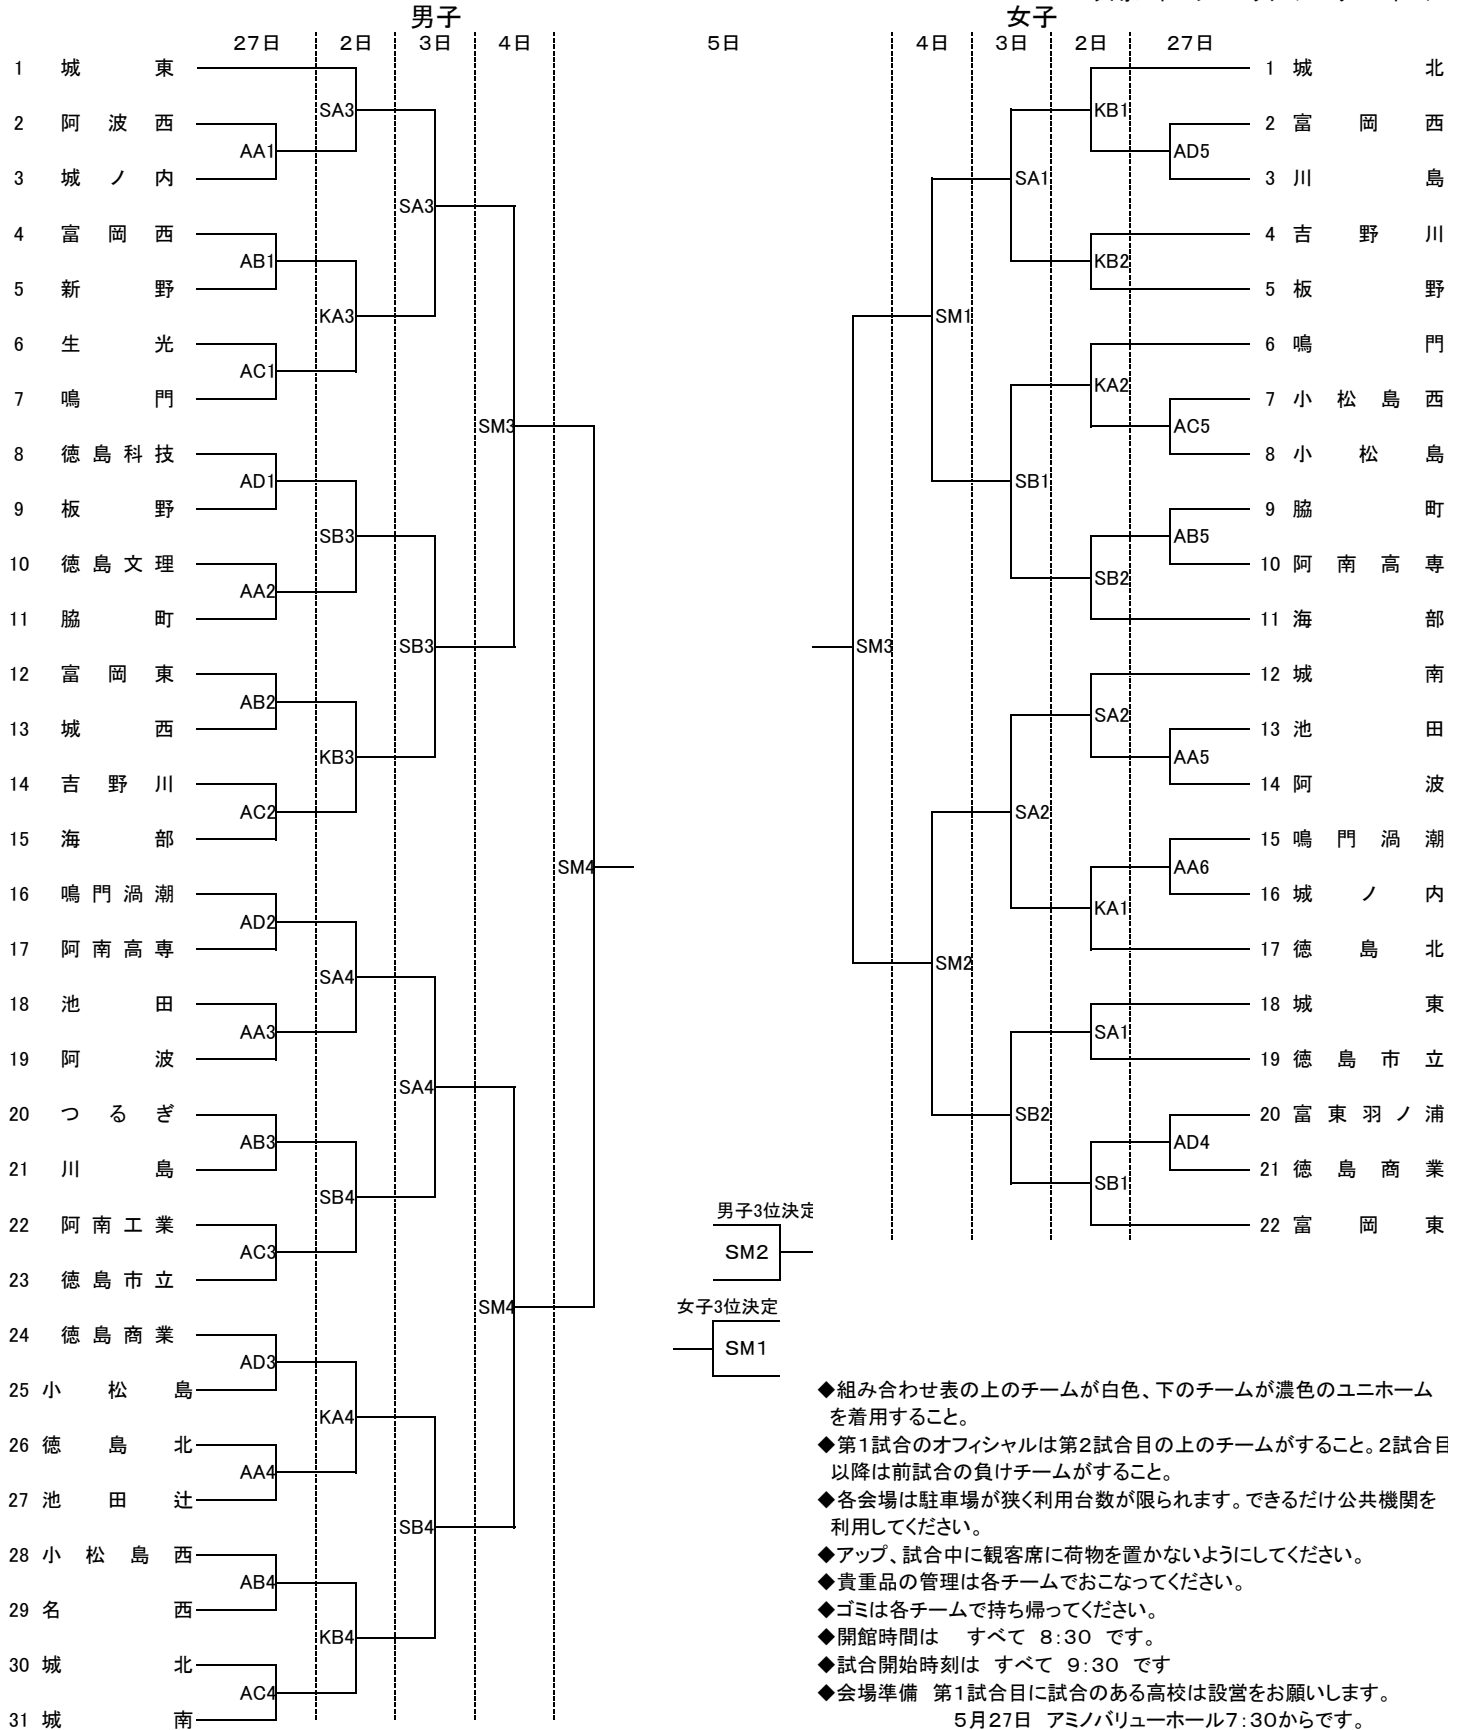 男子
27日 2日 3日 4日 5日
1 城東
2 阿波西
3 城ノ内
4 富岡西
5 新野
6 生光
7 鳴門
8 徳島科技
9 板野
10 徳島文理
11 脇町
12 富岡東
13 城西
14 吉野川
15 海部
16 鳴門渦潮
17 阿南高専
18 池田
19 阿波
20 つるぎ
21 川島
22 阿南工業
23 徳島市立
24 徳島商業
25 小松島
26 徳島北
27 池田辻
28 小松島西
29 名西
30 城北
31 城南
AA1
AB1
AC1
AD1
AA2
AB2
AC2
AD2
AA3
AB3
AC3
AD3
AA4
AB4
AC4
SA3
KA3
SB3
KB3
SA4
SB4
KA4
KB4
SA3
SB3
SA4
SB4
SM3
SM4
SM4
女子
4日 3日 2日 27日
1 城北
2 富岡西
3 川島
4 吉野川
5 板野
6 鳴門
7 小松島西
8 小松島
9 脇町
10 阿南高専
11 海部
12 城南
13 池田
14 阿波
15 鳴門渦潮
16 城ノ内
17 徳島北
18 城東
19 徳島市立
20 富東羽ノ浦
21 徳島商業
22 富岡東
AD5
AC5
AB5
AA5
AA6
AD4
KB1
KB2
KA2
SB2
SA2
KA1
SA1
SB1
SA1
SB1
SA2
SB2
SM1
SM2
SM3
男子3位決定
SM2
女子3位決定
SM1
◆組み合わせ表の上のチームが白色、下のチームが濃色のユニホーム
を着用すること。
◆第1試合のオフィシャルは第2試合目の上のチームがすること。2試合目
以降は前試合の負けチームがすること。
◆各会場は駐車場が狭く利用台数が限られます。できるだけ公共機関を
利用してください。
◆アップ、試合中に観客席に荷物を置かないようにしてください。
◆貴重品の管理は各チームでおこなってください。
◆ゴミは各チームで持ち帰ってください。
◆開館時間は すべて 8:30 です。
◆試合開始時刻は すべて 9:30 です
◆会場準備 第1試合目に試合のある高校は設営をお願いします。
5月27日 アミノバリューホール7:30からです。